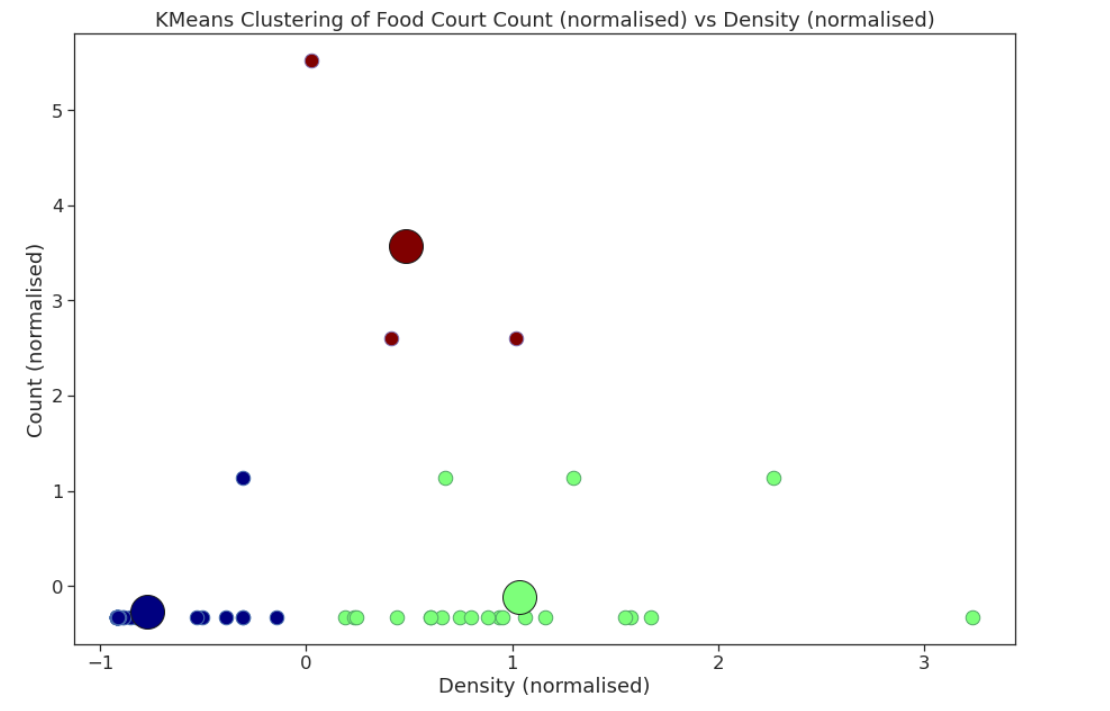 KMeans Clustering of Food Court Count (normalised) vs Density (normalised)
5
4
3
2
1
0
Count (normalised)
−1 0 1 2 3
Density (normalised)